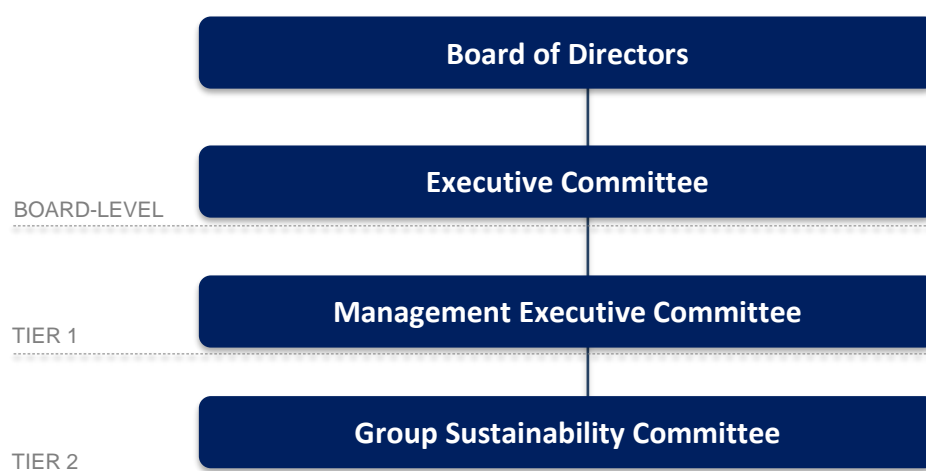 Board of Directors
Executive Committee
BOARD-LEVEL
Management Executive Committee
TIER 1
Group Sustainability Committee
TIER 2